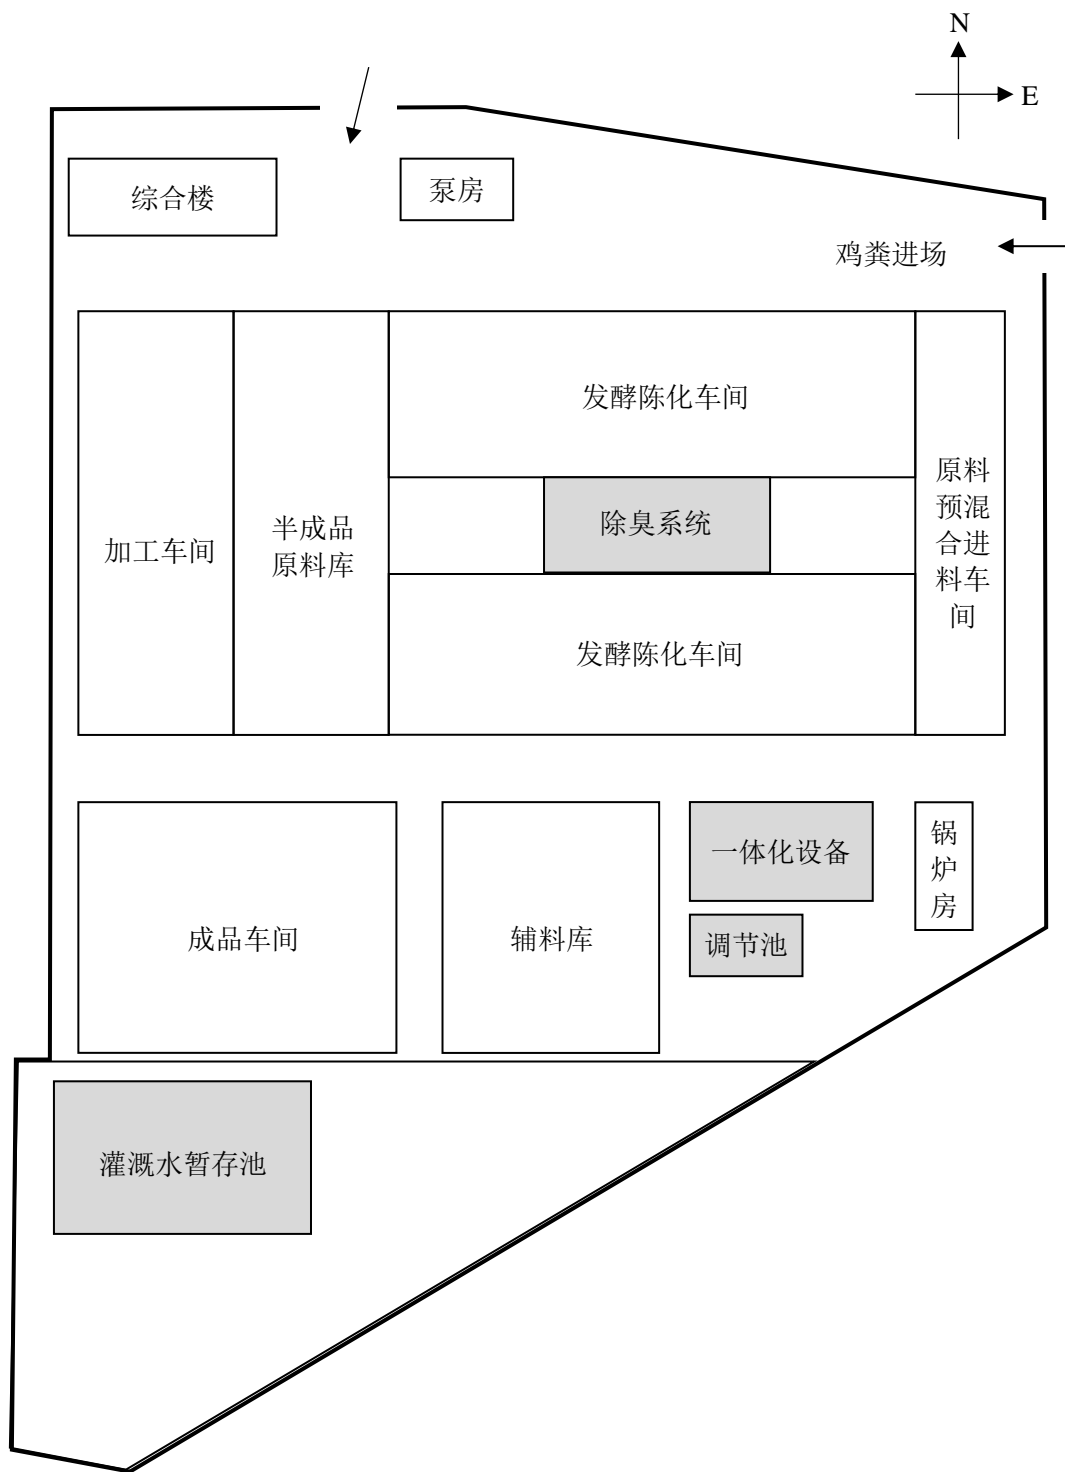 N
E
综合楼
泵房
鸡粪进场
发酵陈化车间
原料
预混
合进
料车
间
除臭系统
半成品
原料库
加工车间
发酵陈化车间
一体化设备
锅
炉
房
成品车间
辅料库
调节池
灌溉水暂存池